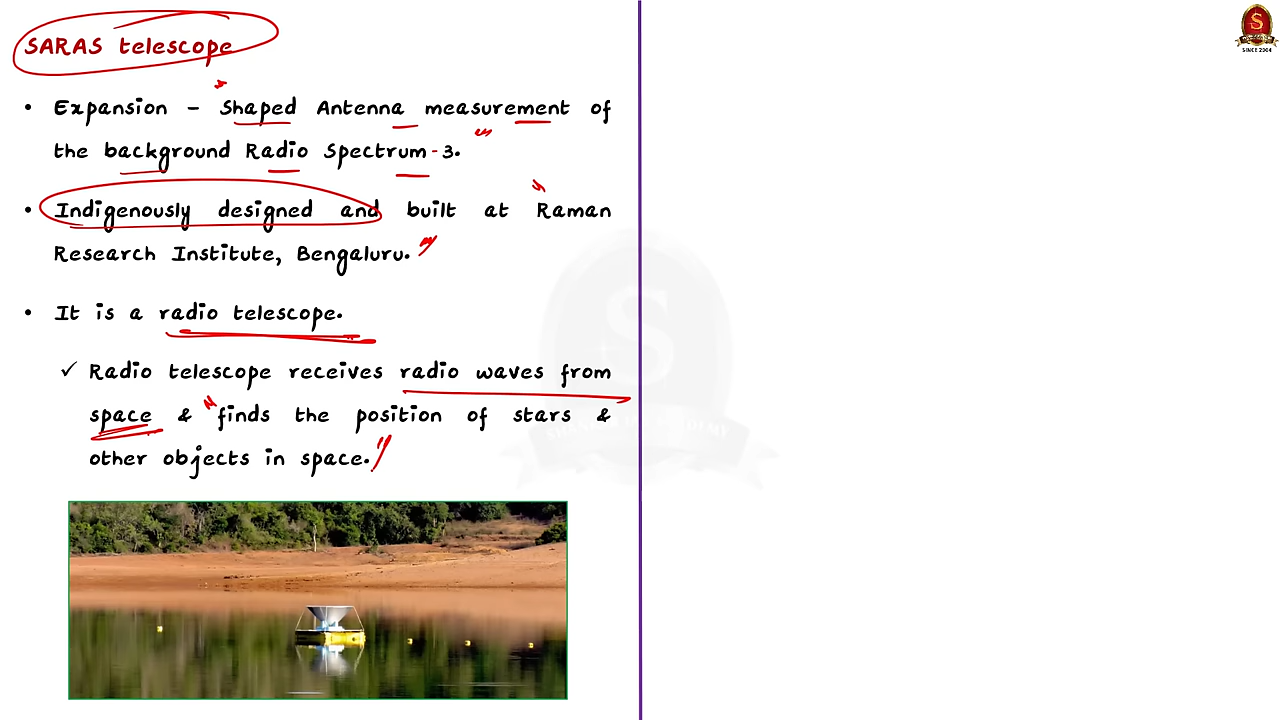 SARAS telescope
• Expansion - Shaped Antenna measurement of
the background Radio Spectrum-3.
• Indigenously designed and built at Raman
Research Institute, Bengaluru.
• It is a radio telescope.
✓ Radio telescope receives radio waves from
space & finds the position of stars &
other objects in space.
S
SINCE 2004